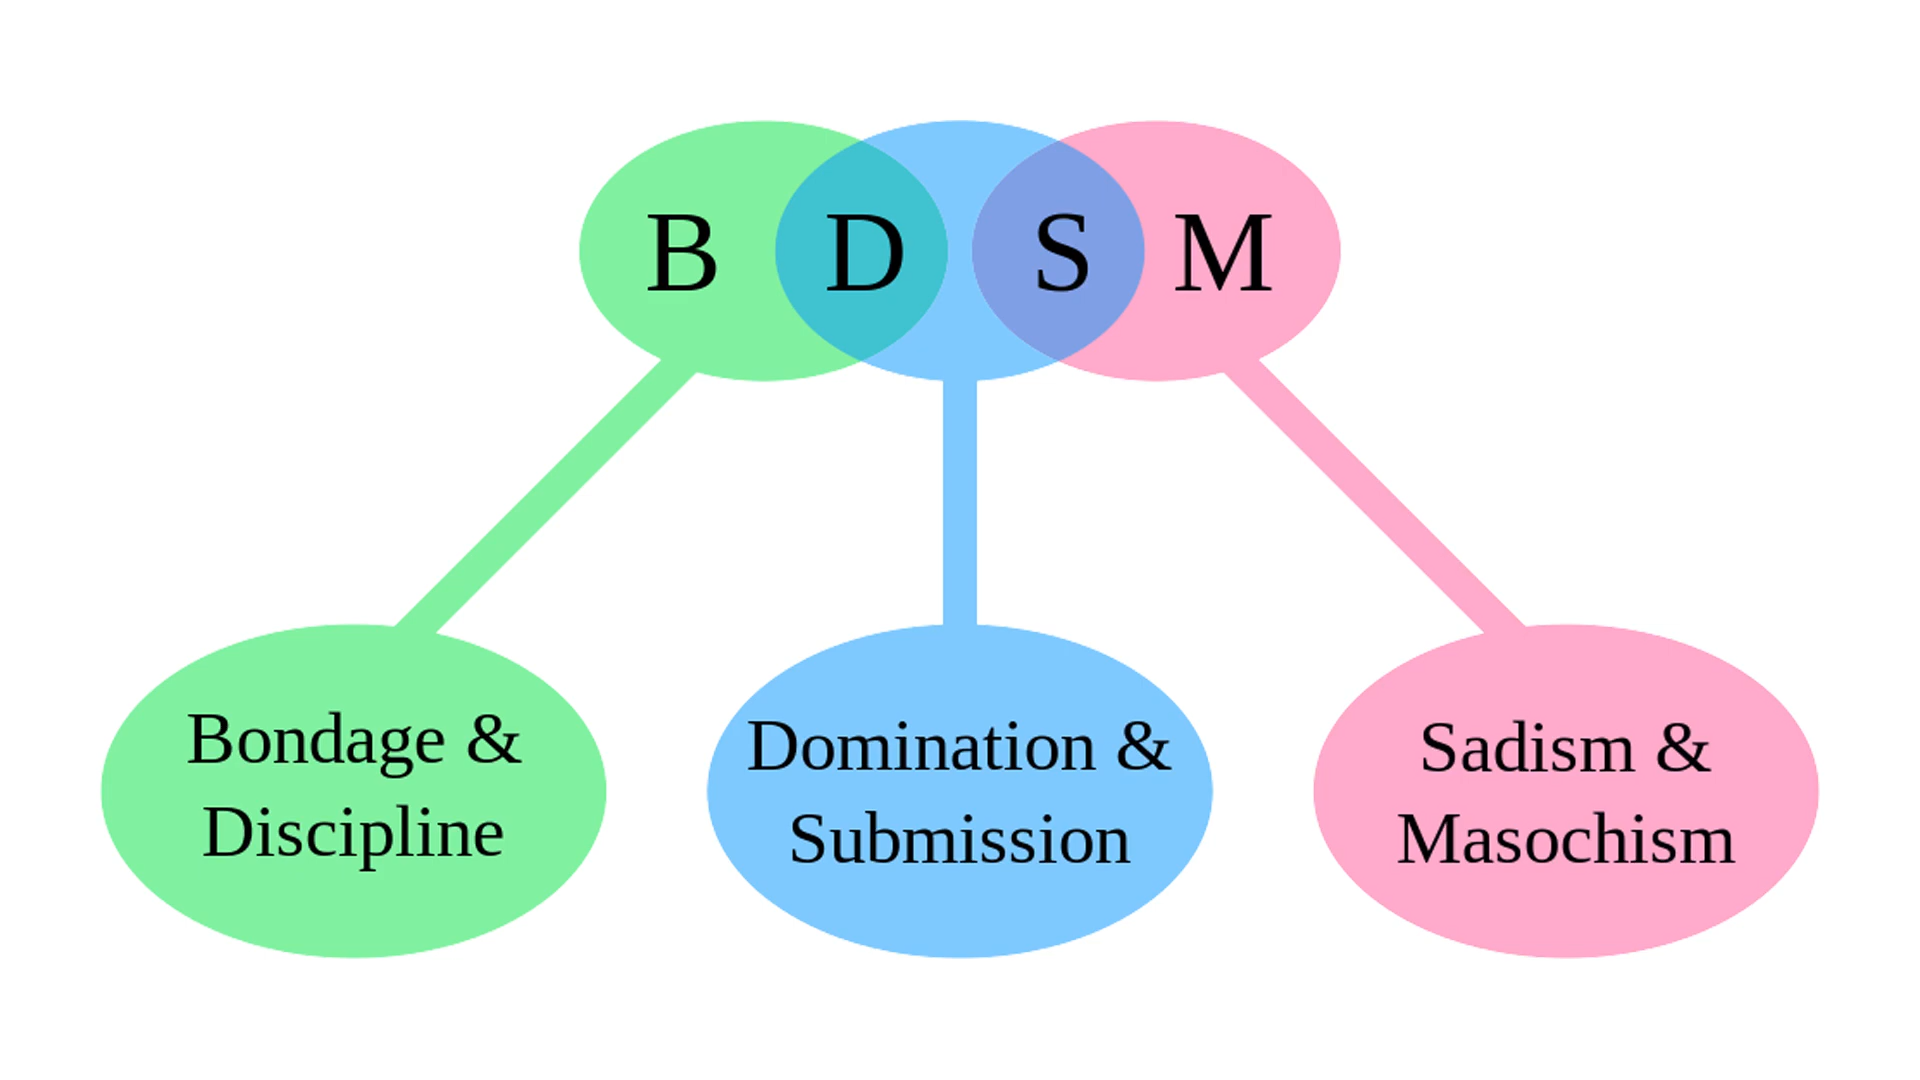 B D S M
Bondage &
Discipline
Domination &
Submission
Sadism &
Masochism